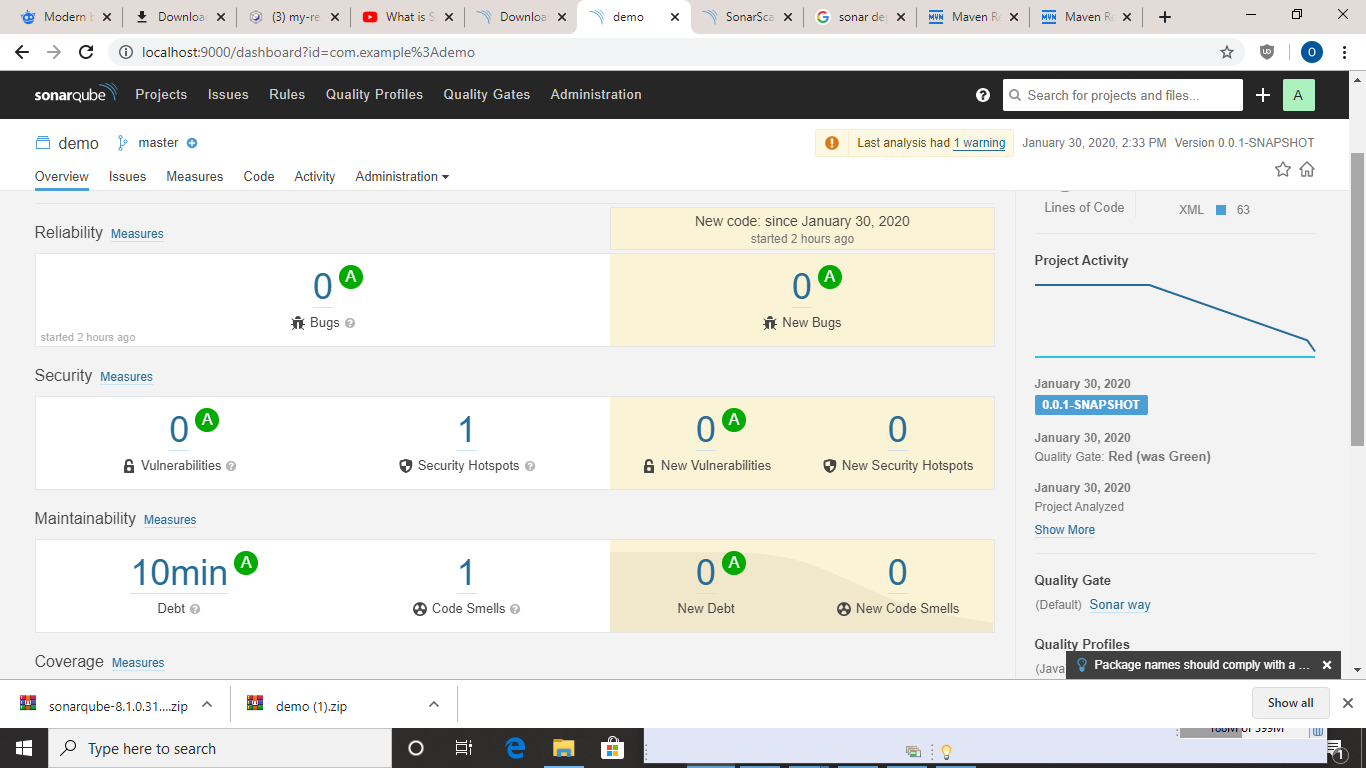 Modern b
Downloa
(3) my-re
What is S
Downloa
demo
SonarSca
sonar dep
Maven Re
Maven Re
localhost:9000/dashboard?id=com.example%3Ademo
O
sonarqube
Projects
Issues
Rules
Quality Profiles
Quality Gates
Administration
Search for projects and files...
A
demo
master
Last analysis had 1 warning
January 30, 2020, 2:33 PM Version 0.0.1-SNAPSHOT
Overview
Issues
Measures
Code
Activity
Administration
Lines of Code
XML 63
Reliability Measures
New code: since January 30, 2020
started 2 hours ago
0 A
Bugs
started 2 hours ago
0 A
New Bugs
Security Measures
0 A
Vulnerabilities
1
Security Hotspots
0 A
New Vulnerabilities
0
New Security Hotspots
Maintainability Measures
10min A
Debt
1
Code Smells
0 A
New Debt
0
New Code Smells
Coverage Measures
Project Activity
January 30, 2020
0.0.1-SNAPSHOT
January 30, 2020
Quality Gate: Red (was Green)
January 30, 2020
Project Analyzed
Show More
Quality Gate
(Default) Sonar way
Quality Profiles
(Java
Package names should comply with a ...
sonarqube-8.1.0.31....zip
demo (1).zip
Show all
Type here to search
1